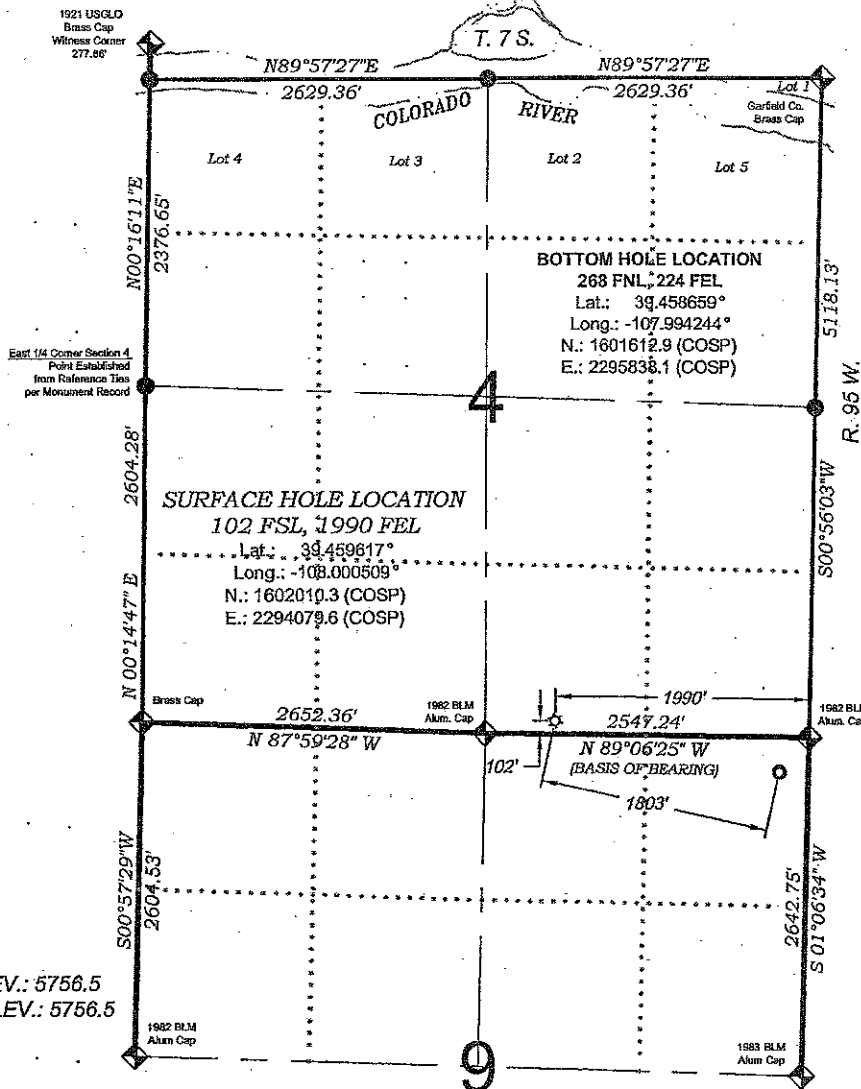 1921 USGLO
Brass Cap
Witness Corner
277.86'
T. 7 S.
N89°57'27"E
N89°57'27"E
2629.36'
2629.36'
COLORADO
RIVER
Lot 1
Garfield Co.
Brass Cap
Lot 4
Lot 3
Lot 2
Lot 5
N00°16'11"E
2376.65'
BOTTOM HOLE LOCATION
268 FNL, 224 FEL
Lat.: 39.458659°
Long.: -107.994244°
N.: 1601612.9 (COSP)
E.: 2295838.1 (COSP)
5118.13'
R. 95 W.
East 1/4 Corner Section 4
Point Established
from Reference Ties
per Monument Record
4
2604.28'
SURFACE HOLE LOCATION
102 FSL, 1990 FEL
Lat.: 39.459617°
Long.: -108.000509°
N.: 1602010.3 (COSP)
E.: 2294079.6 (COSP)
S00°56'03"W
N 00°14'47" E
Brass Cap
2652.36'
N 87°59'28" W
1982 BLM
Alum. Cap
1990'
2547.24'
N 89°06'25" W
(BASIS OF BEARING)
102'
1803'
1982 BLM
Alum. Ca
S00°57'29"W
2604.53'
2642.75'
S 01°06'34" W
EV.: 5756.5
LEV.: 5756.5
1982 BLM
Alum Cap
9
1983 BLM
Alum Cap